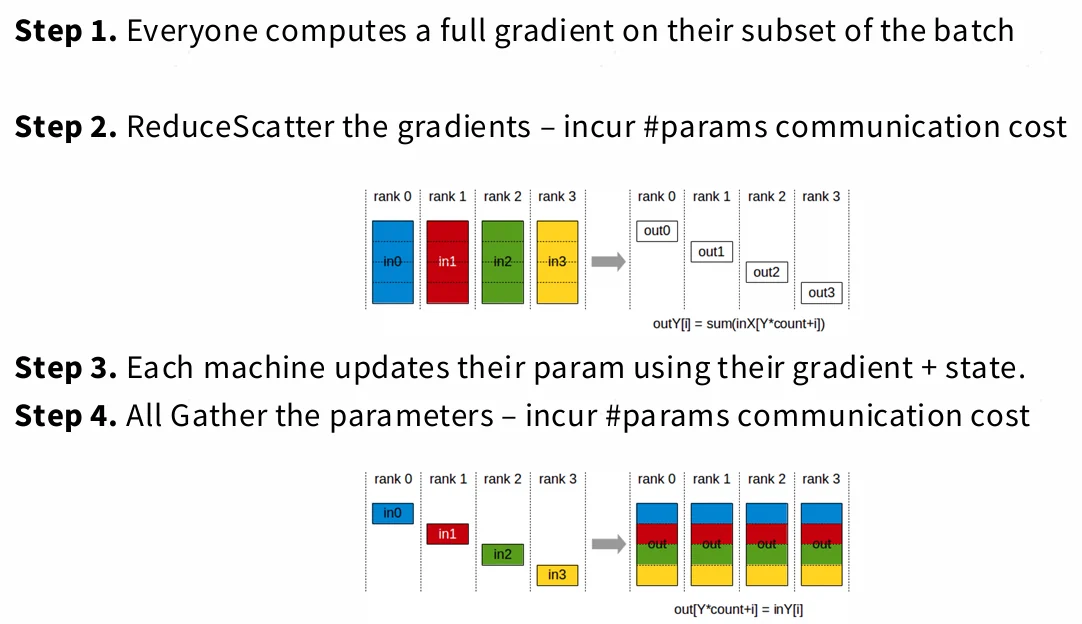 Step 1. Everyone computes a full gradient on their subset of the batch
Step 2. ReduceScatter the gradients – incur #params communication cost
rank 0 rank 1 rank 2 rank 3 rank 0 rank 1 rank 2 rank 3
in0 in1 in2 in3
out0
out1
out2
out3
outY[i] = sum(inX[Y*count+i])
Step 3. Each machine updates their param using their gradient + state.
Step 4. All Gather the parameters – incur #params communication cost
rank 0 rank 1 rank 2 rank 3 rank 0 rank 1 rank 2 rank 3
in0
in1
in2
in3
out out out out
out[Y*count+i] = inY[i]